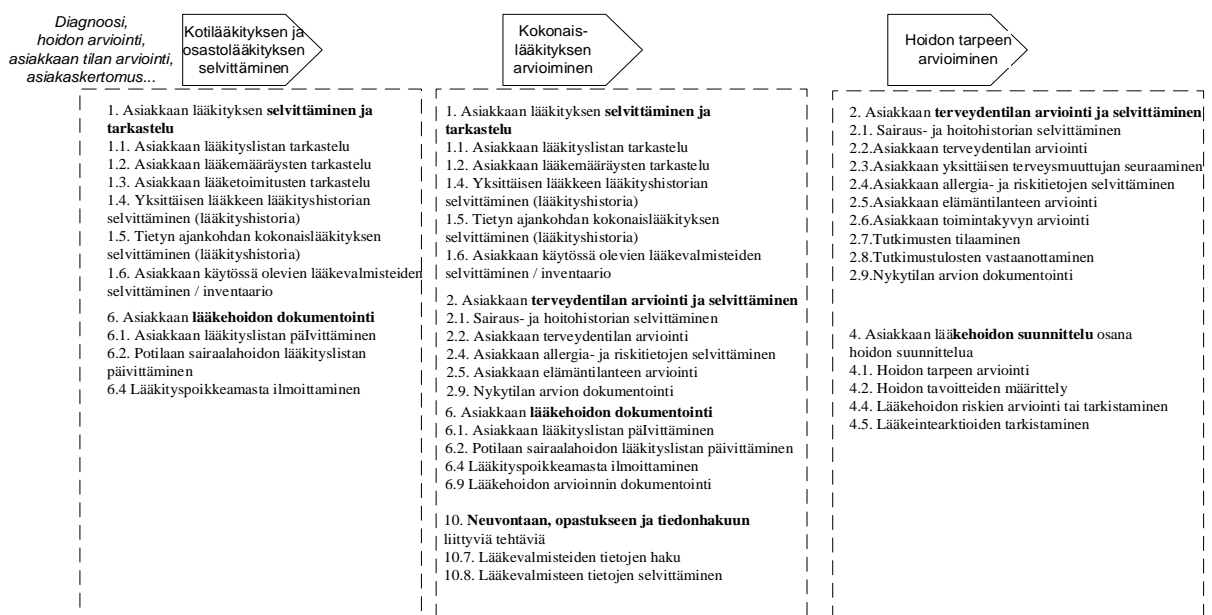 Diagnoosi,
hoidon arviointi,
asiakkaan tilan arviointi,
asiakaskertomus...
Kotilääkityksen ja
osastolääkityksen
selvittäminen
1. Asiakkaan lääkityksen selvittäminen ja
tarkastelu
1.1. Asiakkaan lääkityslistan tarkastelu
1.2. Asiakkaan lääkemääräysten tarkastelu
1.3. Asiakkaan lääketoimitusten tarkastelu
1.4. Yksittäisen lääkkeen lääkityshistorian
selvittäminen (lääkityshistoria)
1.5. Tietyn ajankohdan kokonaislääkityksen
selvittäminen (lääkityshistoria)
1.6. Asiakkaan käytössä olevien lääkevalmisteiden
selvittäminen / inventaario
6. Asiakkaan lääkehoidon dokumentointi
6.1. Asiakkaan lääkityslistan päIvittäminen
6.2. Potilaan sairaalahoidon lääkityslistan
päivittäminen
6.4 Lääkityspoikkeamasta ilmoittaminen
Kokonais-
lääkityksen
arvioiminen
1. Asiakkaan lääkityksen selvittäminen ja
tarkastelu
1.1. Asiakkaan lääkityslistan tarkastelu
1.2. Asiakkaan lääkemääräysten tarkastelu
1.4. Yksittäisen lääkkeen lääkityshistorian
selvittäminen (lääkityshistoria)
1.5. Tietyn ajankohdan kokonaislääkityksen
selvittäminen (lääkityshistoria)
1.6. Asiakkaan käytössä olevien lääkevalmisteiden
selvittäminen / inventaario
2. Asiakkaan terveydentilan arviointi ja selvittäminen
2.1. Sairaus- ja hoitohistorian selvittäminen
2.2. Asiakkaan terveydentilan arviointi
2.4. Asiakkaan allergia- ja riskitietojen selvittäminen
2.5. Asiakkaan elämäntilanteen arviointi
2.9. Nykytilan arvion dokumentointi
6. Asiakkaan lääkehoidon dokumentointi
6.1. Asiakkaan lääkityslistan päIvittäminen
6.2. Potilaan sairaalahoidon lääkityslistan päivittäminen
6.4 Lääkityspoikkeamasta ilmoittaminen
6.9 Lääkehoidon arvioinnin dokumentointi
10. Neuvontaan, opastukseen ja tiedonhakuun
liittyviä tehtäviä
10.7. Lääkevalmisteiden tietojen haku
10.8. Lääkevalmisteen tietojen selvittäminen
Hoidon tarpeen
arvioiminen
2. Asiakkaan terveydentilan arviointi ja selvittäminen
2.1. Sairaus- ja hoitohistorian selvittäminen
2.2.Asiakkaan terveydentilan arviointi
2.3.Asiakkaan yksittäisen terveysmuuttujan seuraaminen
2.4.Asiakkaan allergia- ja riskitietojen selvittäminen
2.5.Asiakkaan elämäntilanteen arviointi
2.6.Asiakkaan toimintakyvyn arviointi
2.7.Tutkimusten tilaaminen
2.8.Tutkimustulosten vastaanottaminen
2.9.Nykytilan arvion dokumentointi
4. Asiakkaan lääkehoidon suunnittelu osana
hoidon suunnittelua
4.1. Hoidon tarpeen arviointi
4.2. Hoidon tavoitteiden määrittely
4.4. Lääkehoidon riskien arviointi tai tarkistaminen
4.5. Lääkeintearktioiden tarkistaminen